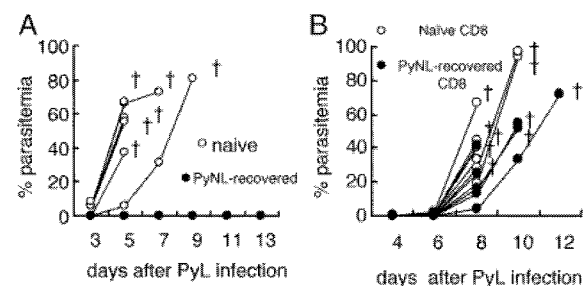 A
100
80
60
40
20
0
% parasitemia
† † † † † †
naive
PyNL-recovered
3 5 7 9 11 13
days after PyL infection
B
Naïve CD8
PyNL-recovered
CD8
100
80
60
40
20
0
% parasitemia
† † † † † † † † † †
4 6 8 10 12
days after PyL infection